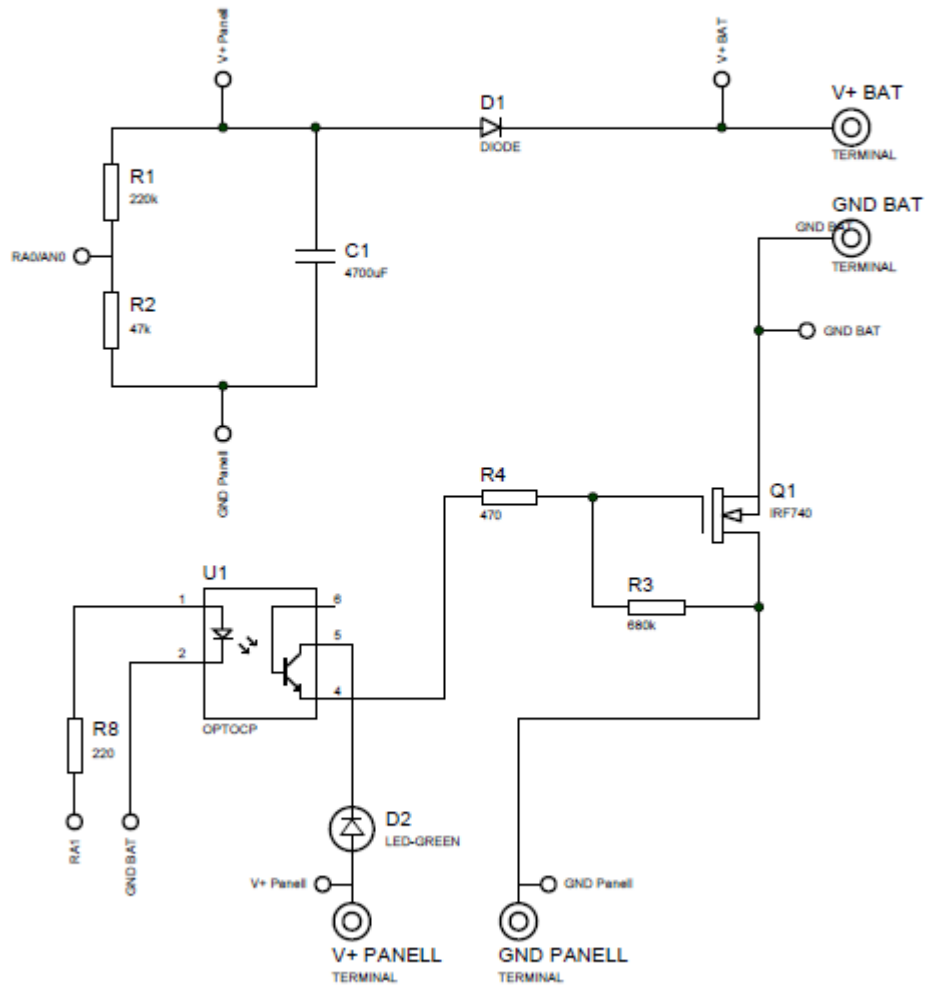 V+ Panell
V+ BAT
D1
DIODE
V+ BAT
TERMINAL
R1
220k
GND BAT
GND BAT
TERMINAL
RA0/AN0
C1
4700uF
R2
47k
GND BAT
GND Panell
R4
470
Q1
IRF740
U1
R3
680k
1
6
5
2
4
OPTOCP
R8
220
D2
LED-GREEN
RA1
GND BAT
V+ Panell
GND Panell
V+ PANELL
TERMINAL
GND PANELL
TERMINAL